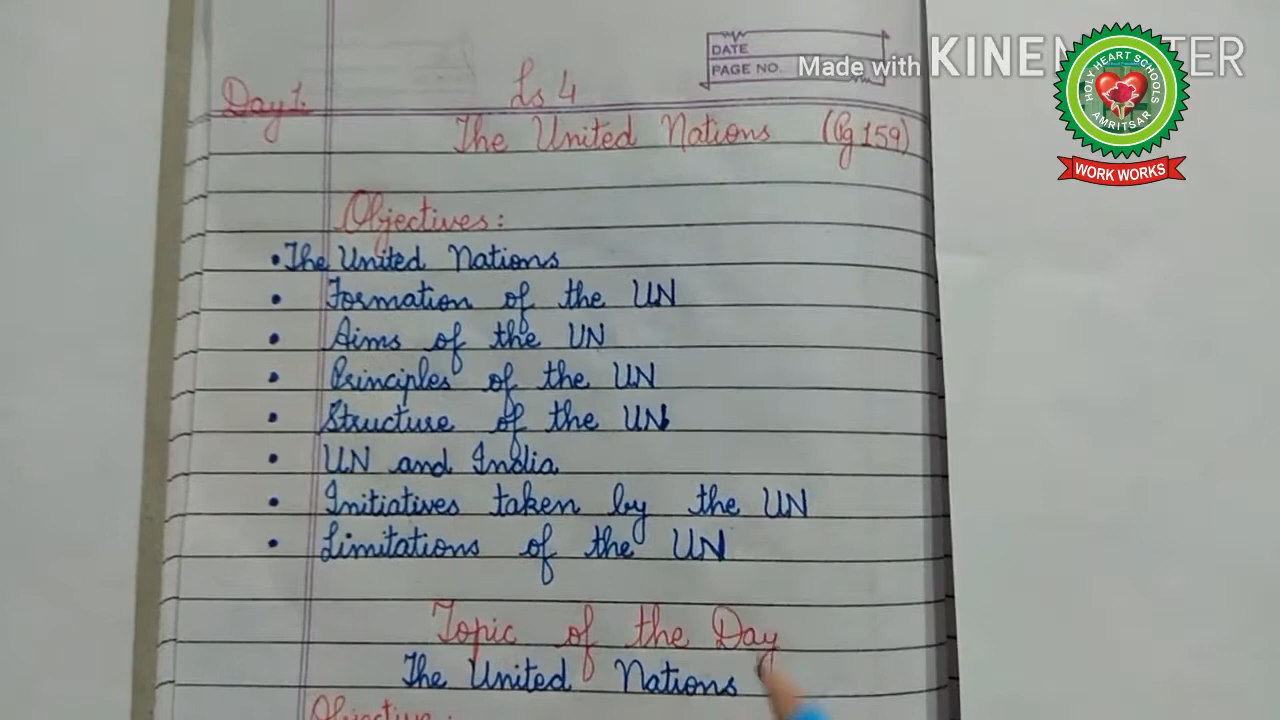 DATE
PAGE NO.
Made with KINEM TER
HOLY HEART SCHOOLS
AMRITSAR
WORK WORKS
Day 1.
Ls 4
The United Nations (Pg 159)
Objectives:
• The United Nations
• Formation of the UN
• Aims of the UN
• Principles of the UN
• Structure of the UN
• UN and India
• Initiatives taken by the UN
• Limitations of the UN
Topic of the Day
The United Nations
Objective: